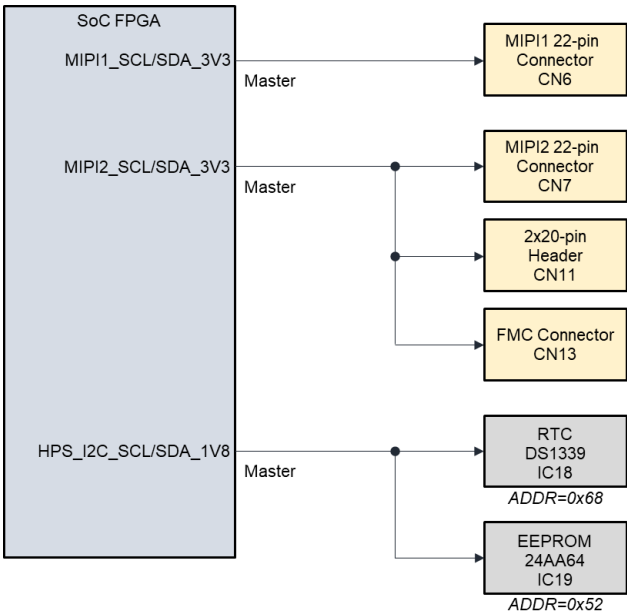 SoC FPGA
MIPI1_SCL/SDA_3V3
Master
MIPI1 22-pin
Connector
CN6
MIPI2_SCL/SDA_3V3
Master
MIPI2 22-pin
Connector
CN7
2x20-pin
Header
CN11
FMC Connector
CN13
HPS_I2C_SCL/SDA_1V8
Master
RTC
DS1339
IC18
ADDR=0x68
EEPROM
24AA64
IC19
ADDR=0x52